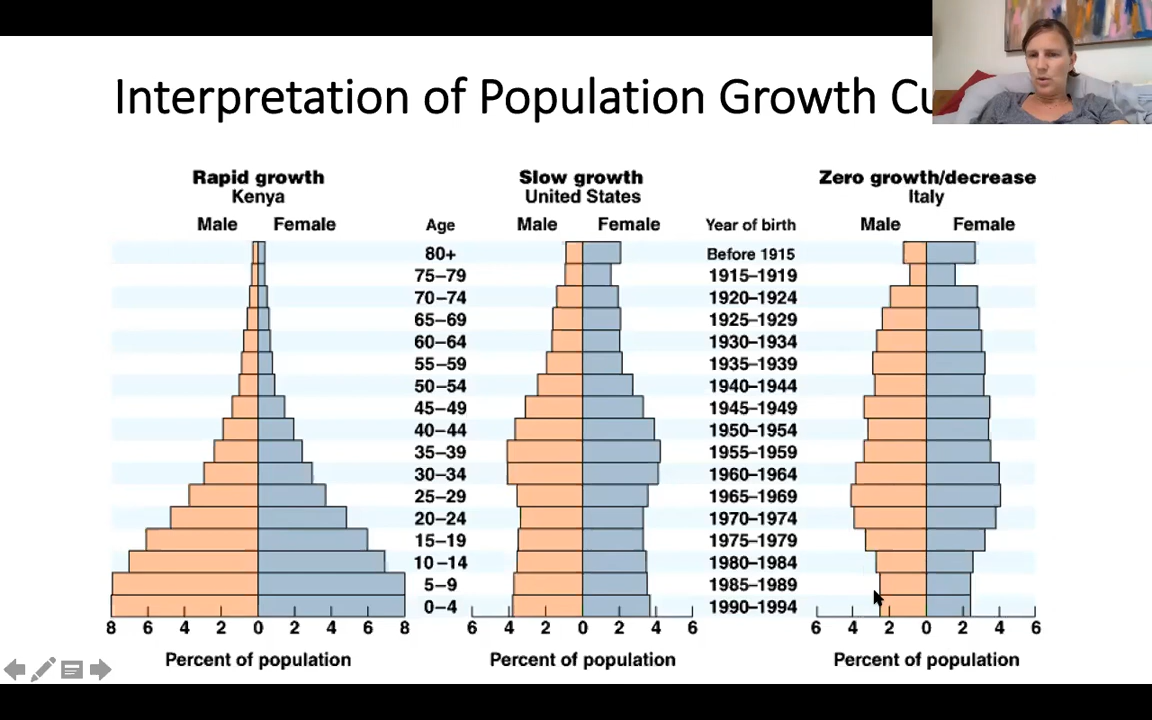 Interpretation of Population Growth
Rapid growth
Kenya
Male Female
Slow growth
United States
Male Female
Zero growth/decrease
Italy
Male Female
Age
80+
75–79
70–74
65–69
60–64
55–59
50–54
45–49
40–44
35–39
30–34
25–29
20–24
15–19
10–14
5–9
0–4
Year of birth
Before 1915
1915–1919
1920–1924
1925–1929
1930–1934
1935–1939
1940–1944
1945–1949
1950–1954
1955–1959
1960–1964
1965–1969
1970–1974
1975–1979
1980–1984
1985–1989
1990–1994
8 6 4 2 0 2 4 6 8
6 4 2 0 2 4 6
6 4 2 0 2 4 6
Percent of population
Percent of population
Percent of population